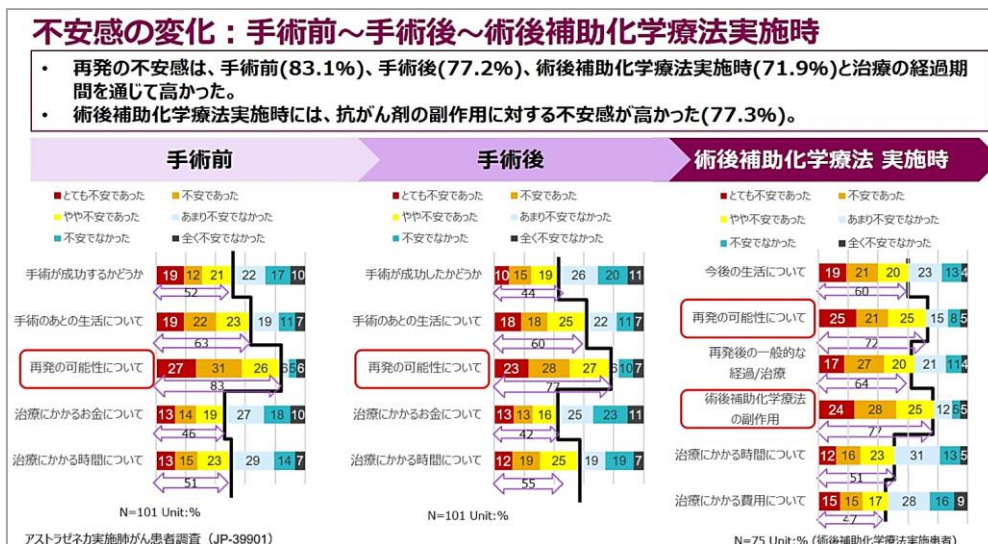 不安感の変化：手術前～手術後～術後補助化学療法実施時
• 再発の不安感は、手術前(83.1%)、手術後(77.2%)、術後補助化学療法実施時(71.9%)と治療の経過期
間を通じて高かった。
• 術後補助化学療法実施時には、抗がん剤の副作用に対する不安感が高かった(77.3%)。
手術前
とても不安であった 不安であった
やや不安であった あまり不安でなかった
不安でなかった 全く不安でなかった
手術が成功するかどうか 19 12 21 22 17 10
52
手術のあとの生活について 19 22 23 19 11 7
63
再発の可能性について 27 31 26 6 5 6
83
治療にかかるお金について 13 14 19 27 18 10
46
治療にかかる時間について 13 15 23 29 14 7
51
N=101 Unit:%
アストラゼネカ実施肺がん患者調査（JP-39901）
手術後
とても不安であった 不安であった
やや不安であった あまり不安でなかった
不安でなかった 全く不安でなかった
手術が成功したかどうか 10 15 19 26 20 11
44
手術のあとの生活について 18 18 25 22 11 7
60
再発の可能性について 23 28 27 6 10 7
77
治療にかかるお金について 13 13 16 25 23 11
42
治療にかかる時間について 12 19 25 19 19 7
55
N=101 Unit:%
術後補助化学療法 実施時
とても不安であった 不安であった
やや不安であった あまり不安でなかった
不安でなかった 全く不安でなかった
今後の生活について 19 21 20 23 13 4
60
再発の可能性について 25 21 25 15 8 5
72
再発後の一般的な
経過/治療 17 27 20 21 11 4
64
術後補助化学療法
の副作用 24 28 25 12 5 5
77
治療にかかる時間について 12 16 23 31 13 5
51
治療にかかる費用について 15 15 17 28 16 9
47
N=75 Unit:% (術後補助化学療法実施患者)